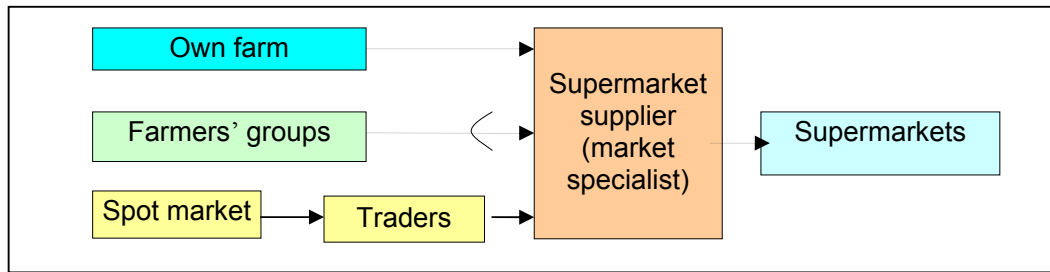 Own farm
Farmers’ groups
Spot market
Traders
Supermarket
supplier
(market
specialist)
Supermarkets